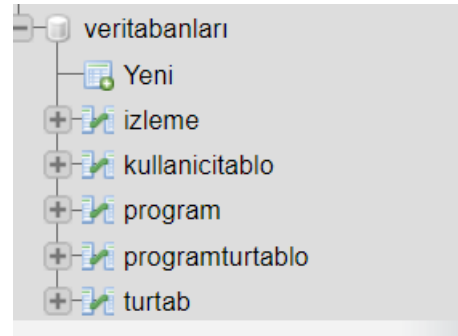 veritabanları
Yeni
izleme
kullanicitablo
program
programturtablo
turtab